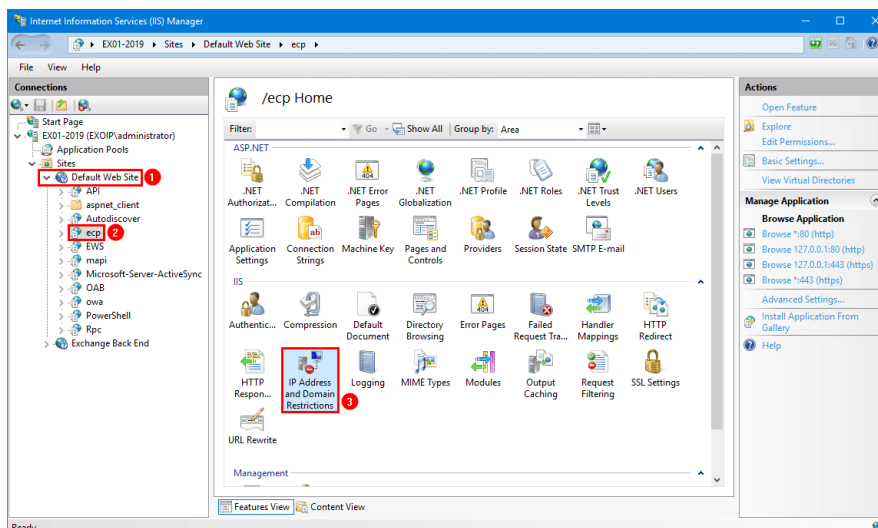 Internet Information Services (IIS) Manager
EX01-2019 Sites Default Web Site ecp
File View Help
Connections
Start Page
EX01-2019 (EXOIP\administrator)
Application Pools
Sites
Default Web Site 1
API
aspnet_client
Autodiscover
ecp 2
EWS
mapi
Microsoft-Server-ActiveSync
OAB
owa
PowerShell
Rpc
Exchange Back End
/ecp Home
Filter: Go Show All Group by: Area
ASP.NET
.NET Authorizat...
.NET Compilation
.NET Error Pages
.NET Globalization
.NET Profile
.NET Roles
.NET Trust Levels
.NET Users
Application Settings
Connection Strings
Machine Key
Pages and Controls
Providers
Session State
SMTP E-mail
IIS
Authentic...
Compression
Default Document
Directory Browsing
Error Pages
Failed Request Tra...
Handler Mappings
HTTP Redirect
HTTP Respon...
IP Address and Domain Restrictions 3
Logging
MIME Types
Modules
Output Caching
Request Filtering
SSL Settings
URL Rewrite
Management
Features View Content View
Actions
Open Feature
Explore
Edit Permissions...
Basic Settings...
View Virtual Directories
Manage Application
Browse Application
Browse *:80 (http)
Browse 127.0.0.1:80 (http)
Browse 127.0.0.1:443 (https)
Browse *:443 (https)
Advanced Settings...
Install Application From
Gallery
Help
Ready